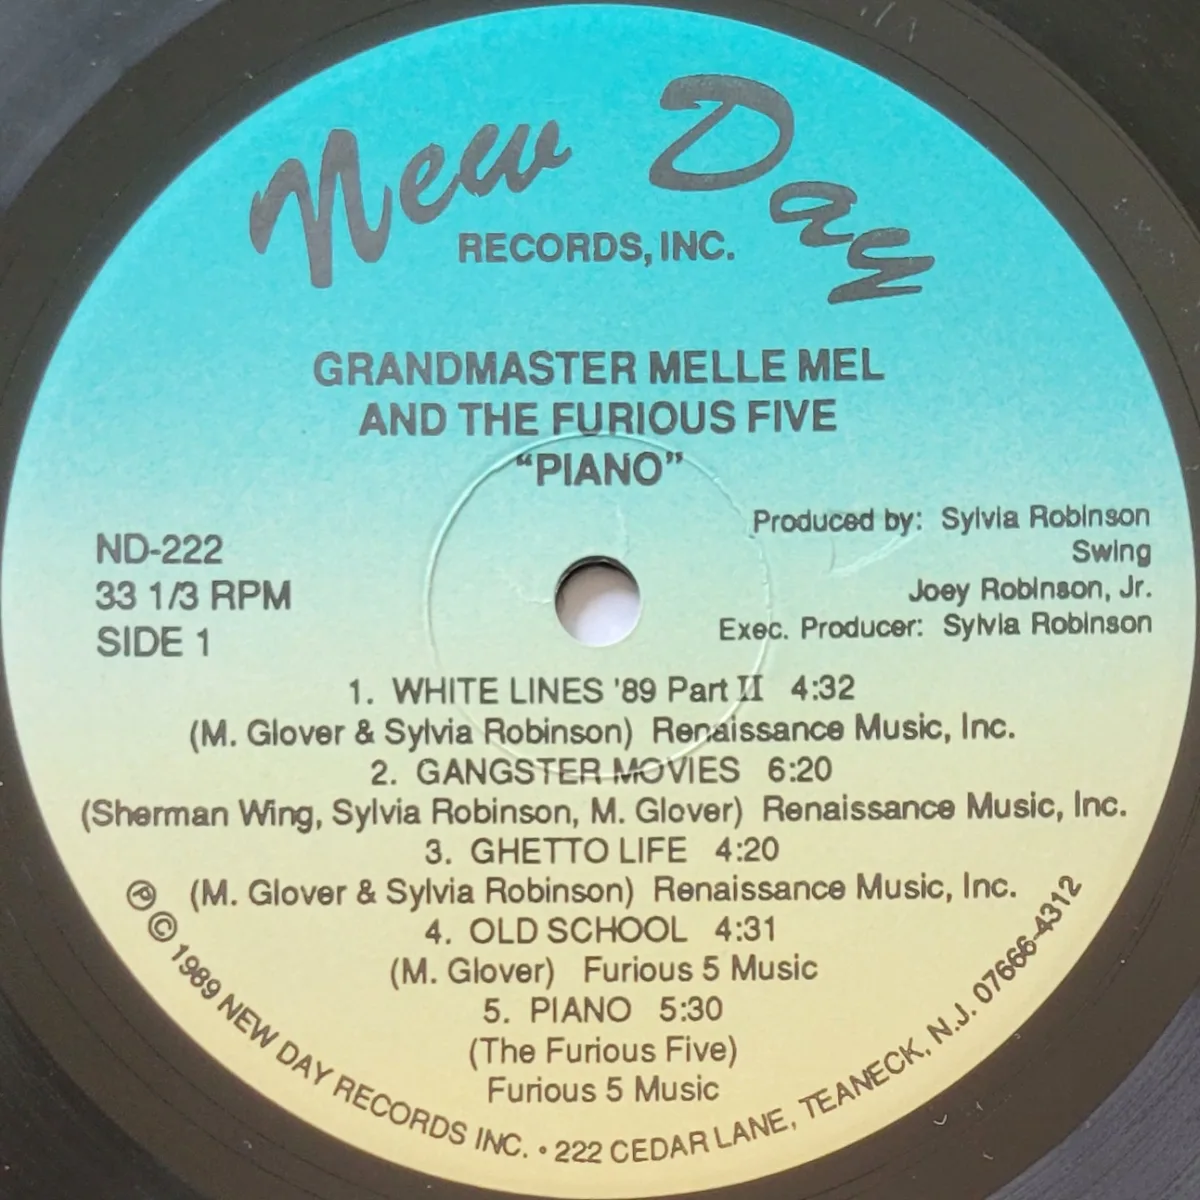 New Day
RECORDS, INC.
GRANDMASTER MELLE MEL
AND THE FURIOUS FIVE
"PIANO"
ND-222
33 1/3 RPM
SIDE 1
Produced by: Sylvia Robinson
Swing
Joey Robinson, Jr.
Exec. Producer: Sylvia Robinson
1. WHITE LINES '89 Part II 4:32
(M. Glover & Sylvia Robinson) Renaissance Music, Inc.
2. GANGSTER MOVIES 6:20
(Sherman Wing, Sylvia Robinson, M. Glover) Renaissance Music, Inc.
3. GHETTO LIFE 4:20
(M. Glover & Sylvia Robinson) Renaissance Music, Inc.
4. OLD SCHOOL 4:31
(M. Glover) Furious 5 Music
5. PIANO 5:30
(The Furious Five)
Furious 5 Music
℗ © 1989 NEW DAY RECORDS INC. • 222 CEDAR LANE, TEANECK, N.J. 07666-4312